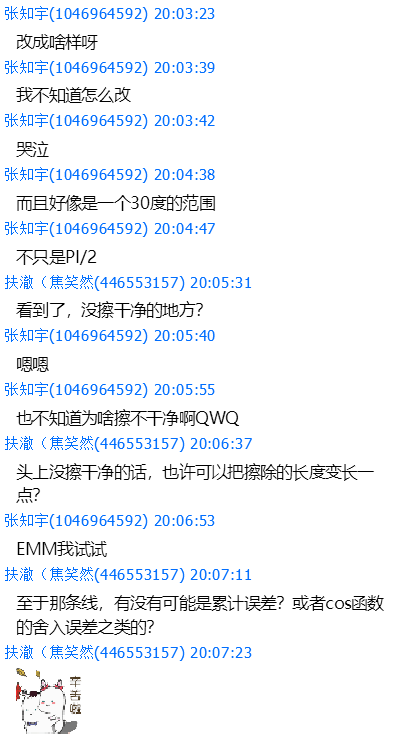 张知宇(1046964592) 20:03:23
改成啥样呀
张知宇(1046964592) 20:03:39
我不知道怎么改
张知宇(1046964592) 20:03:42
哭泣
张知宇(1046964592) 20:04:38
而且好像是一个30度的范围
张知宇(1046964592) 20:04:47
不只是PI/2
扶澈（焦笑然(446553157) 20:05:31
看到了，没擦干净的地方？
张知宇(1046964592) 20:05:40
嗯嗯
张知宇(1046964592) 20:05:55
也不知道为啥擦不干净啊QWQ
扶澈（焦笑然(446553157) 20:06:37
头上没擦干净的话，也许可以把擦除的长度变长一
点？
张知宇(1046964592) 20:06:53
EMM我试试
扶澈（焦笑然(446553157) 20:07:11
至于那条线，有没有可能是累计误差？或者cos函数
的舍入误差之类的？
扶澈（焦笑然(446553157) 20:07:23
辛苦啦